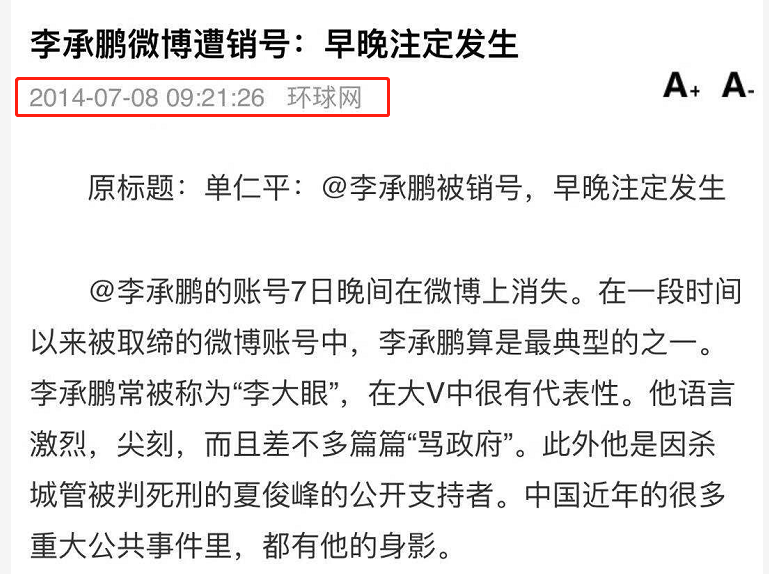 李承鹏微博遭销号：早晚注定发生
2014-07-08 09:21:26 环球网
A+ A-
原标题：单仁平：@李承鹏被销号，早晚注定发生
@李承鹏的账号7日晚间在微博上消失。在一段时间
以来被取缔的微博账号中，李承鹏算是最典型的之一。
李承鹏常被称为“李大眼”，在大V中很有代表性。他语言
激烈，尖刻，而且差不多篇篇“骂政府”。此外他是因杀
城管被判死刑的夏俊峰的公开支持者。中国近年的很多
重大公共事件里，都有他的身影。